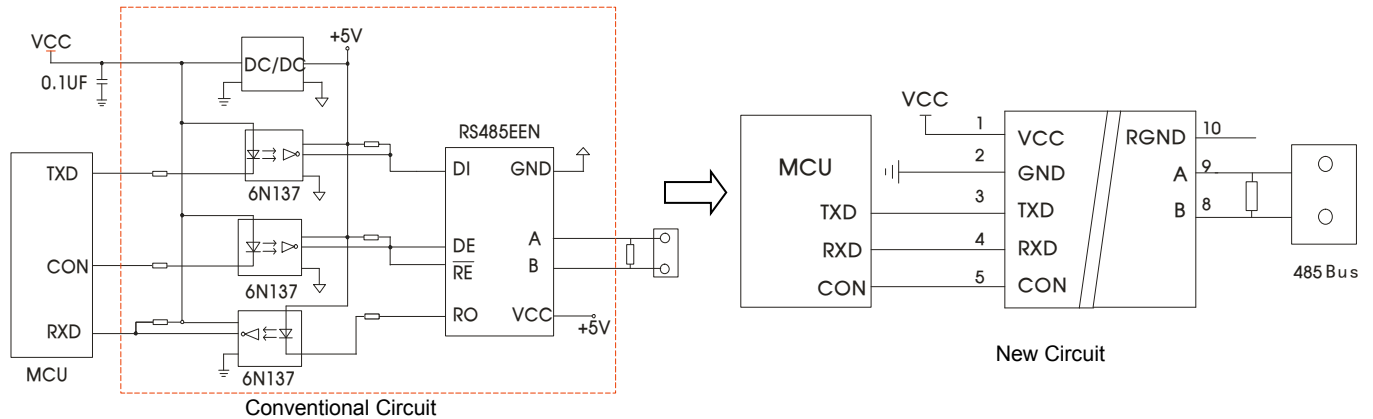 VCC
0.1UF
+5V
DC/DC
TXD
CON
RXD
MCU
6N137
6N137
6N137
RS485EEN
DI
GND
DE
RE
RO
A
B
VCC
+5V
Conventional Circuit
MCU
TXD
RXD
CON
VCC
1
2
3
4
5
VCC
GND
TXD
RXD
CON
RGND
A
B
10
9
8
485 Bus
New Circuit